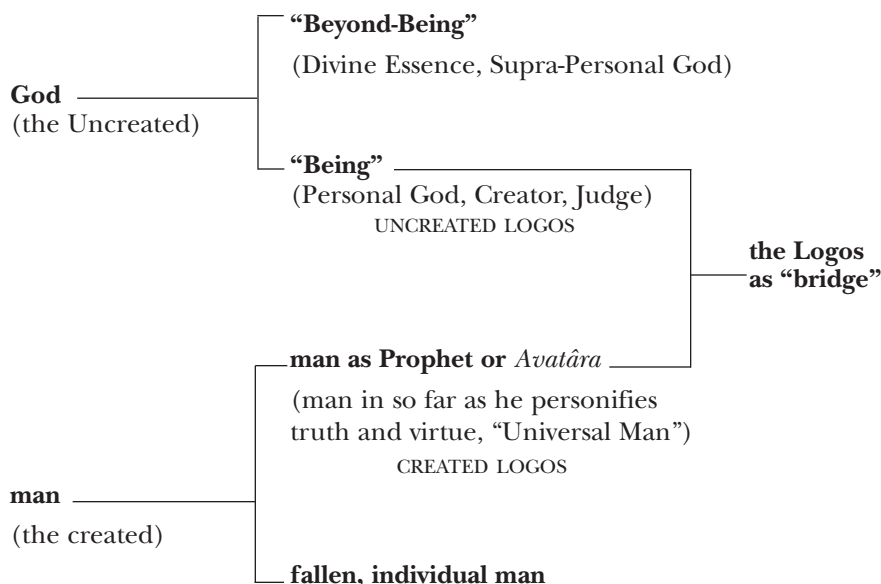 “Beyond-Being”
(Divine Essence, Supra-Personal God)
God
(the Uncreated)
“Being”
(Personal God, Creator, Judge)
UNCREATED LOGOS
the Logos
as “bridge”
man as Prophet or Avatâra
(man in so far as he personifies
truth and virtue, “Universal Man”)
CREATED LOGOS
man
(the created)
fallen, individual man